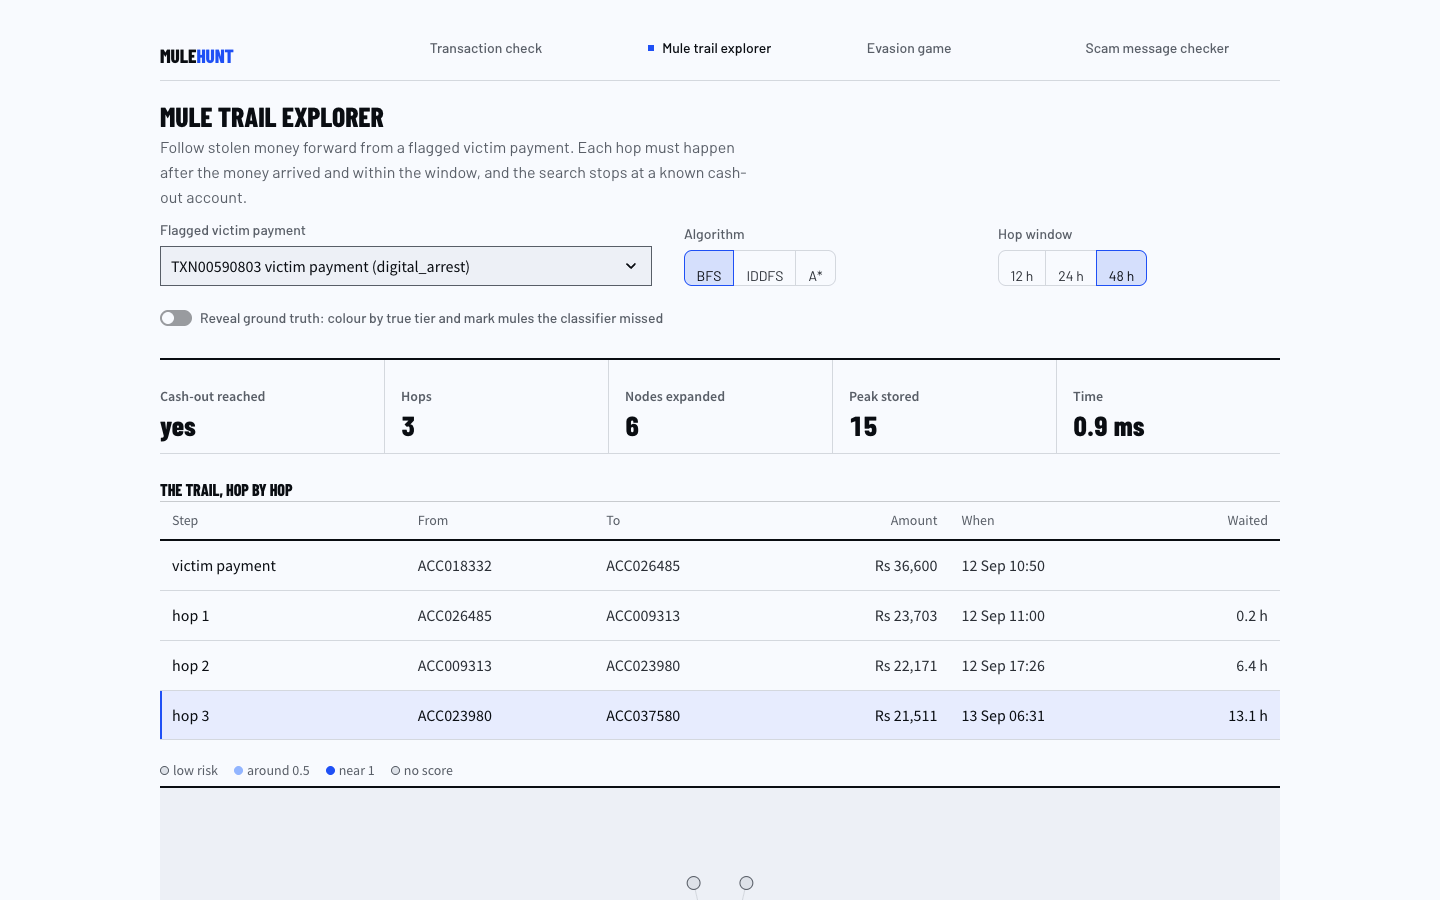 MULEHUNT
Transaction check
Mule trail explorer
Evasion game
Scam message checker
MULE TRAIL EXPLORER
Follow stolen money forward from a flagged victim payment. Each hop must happen
after the money arrived and within the window, and the search stops at a known cash-
out account.
Flagged victim payment
TXN00590803 victim payment (digital_arrest)
Algorithm
BFS IDDFS A*
Hop window
12 h 24 h 48 h
Reveal ground truth: colour by true tier and mark mules the classifier missed
Cash-out reached
yes
Hops
3
Nodes expanded
6
Peak stored
15
Time
0.9 ms
THE TRAIL, HOP BY HOP
Step From To Amount When Waited
victim payment ACC018332 ACC026485 Rs 36,600 12 Sep 10:50
hop 1 ACC026485 ACC009313 Rs 23,703 12 Sep 11:00 0.2 h
hop 2 ACC009313 ACC023980 Rs 22,171 12 Sep 17:26 6.4 h
hop 3 ACC023980 ACC037580 Rs 21,511 13 Sep 06:31 13.1 h
low risk around 0.5 near 1 no score